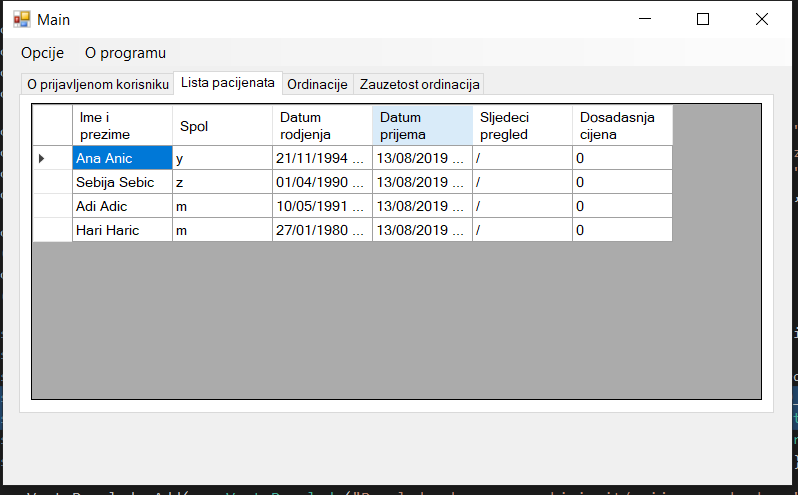 Main
Opcije O programu
O prijavljenom korisniku Lista pacijenata Ordinacije Zauzetost ordinacija
Ime i prezime Spol Datum rodjenja Datum prijema Sljedeci pregled Dosadasnja cijena
Ana Anic y 21/11/1994 ... 13/08/2019 ... / 0
Sebija Sebic z 01/04/1990 ... 13/08/2019 ... / 0
Adi Adic m 10/05/1991 ... 13/08/2019 ... / 0
Hari Haric m 27/01/1980 ... 13/08/2019 ... / 0